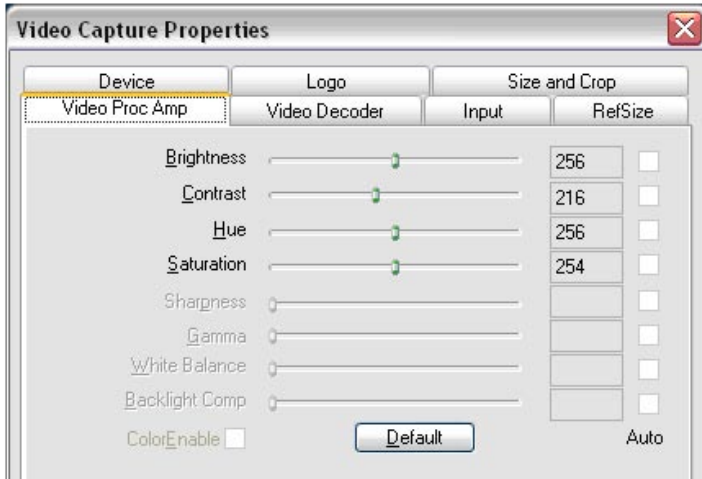 Video Capture Properties
Device Logo Size and Crop
Video Proc Amp Video Decoder Input RefSize
Brightness 256
Contrast 216
Hue 256
Saturation 254
Sharpness
Gamma
White Balance
Backlight Comp
ColorEnable Default Auto